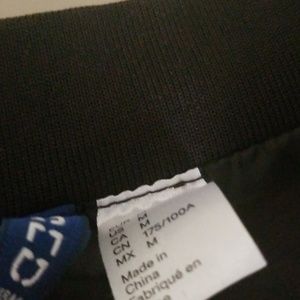 US M
CA M
CN 175/100A
MX M
Made in
China
Fabriqué en